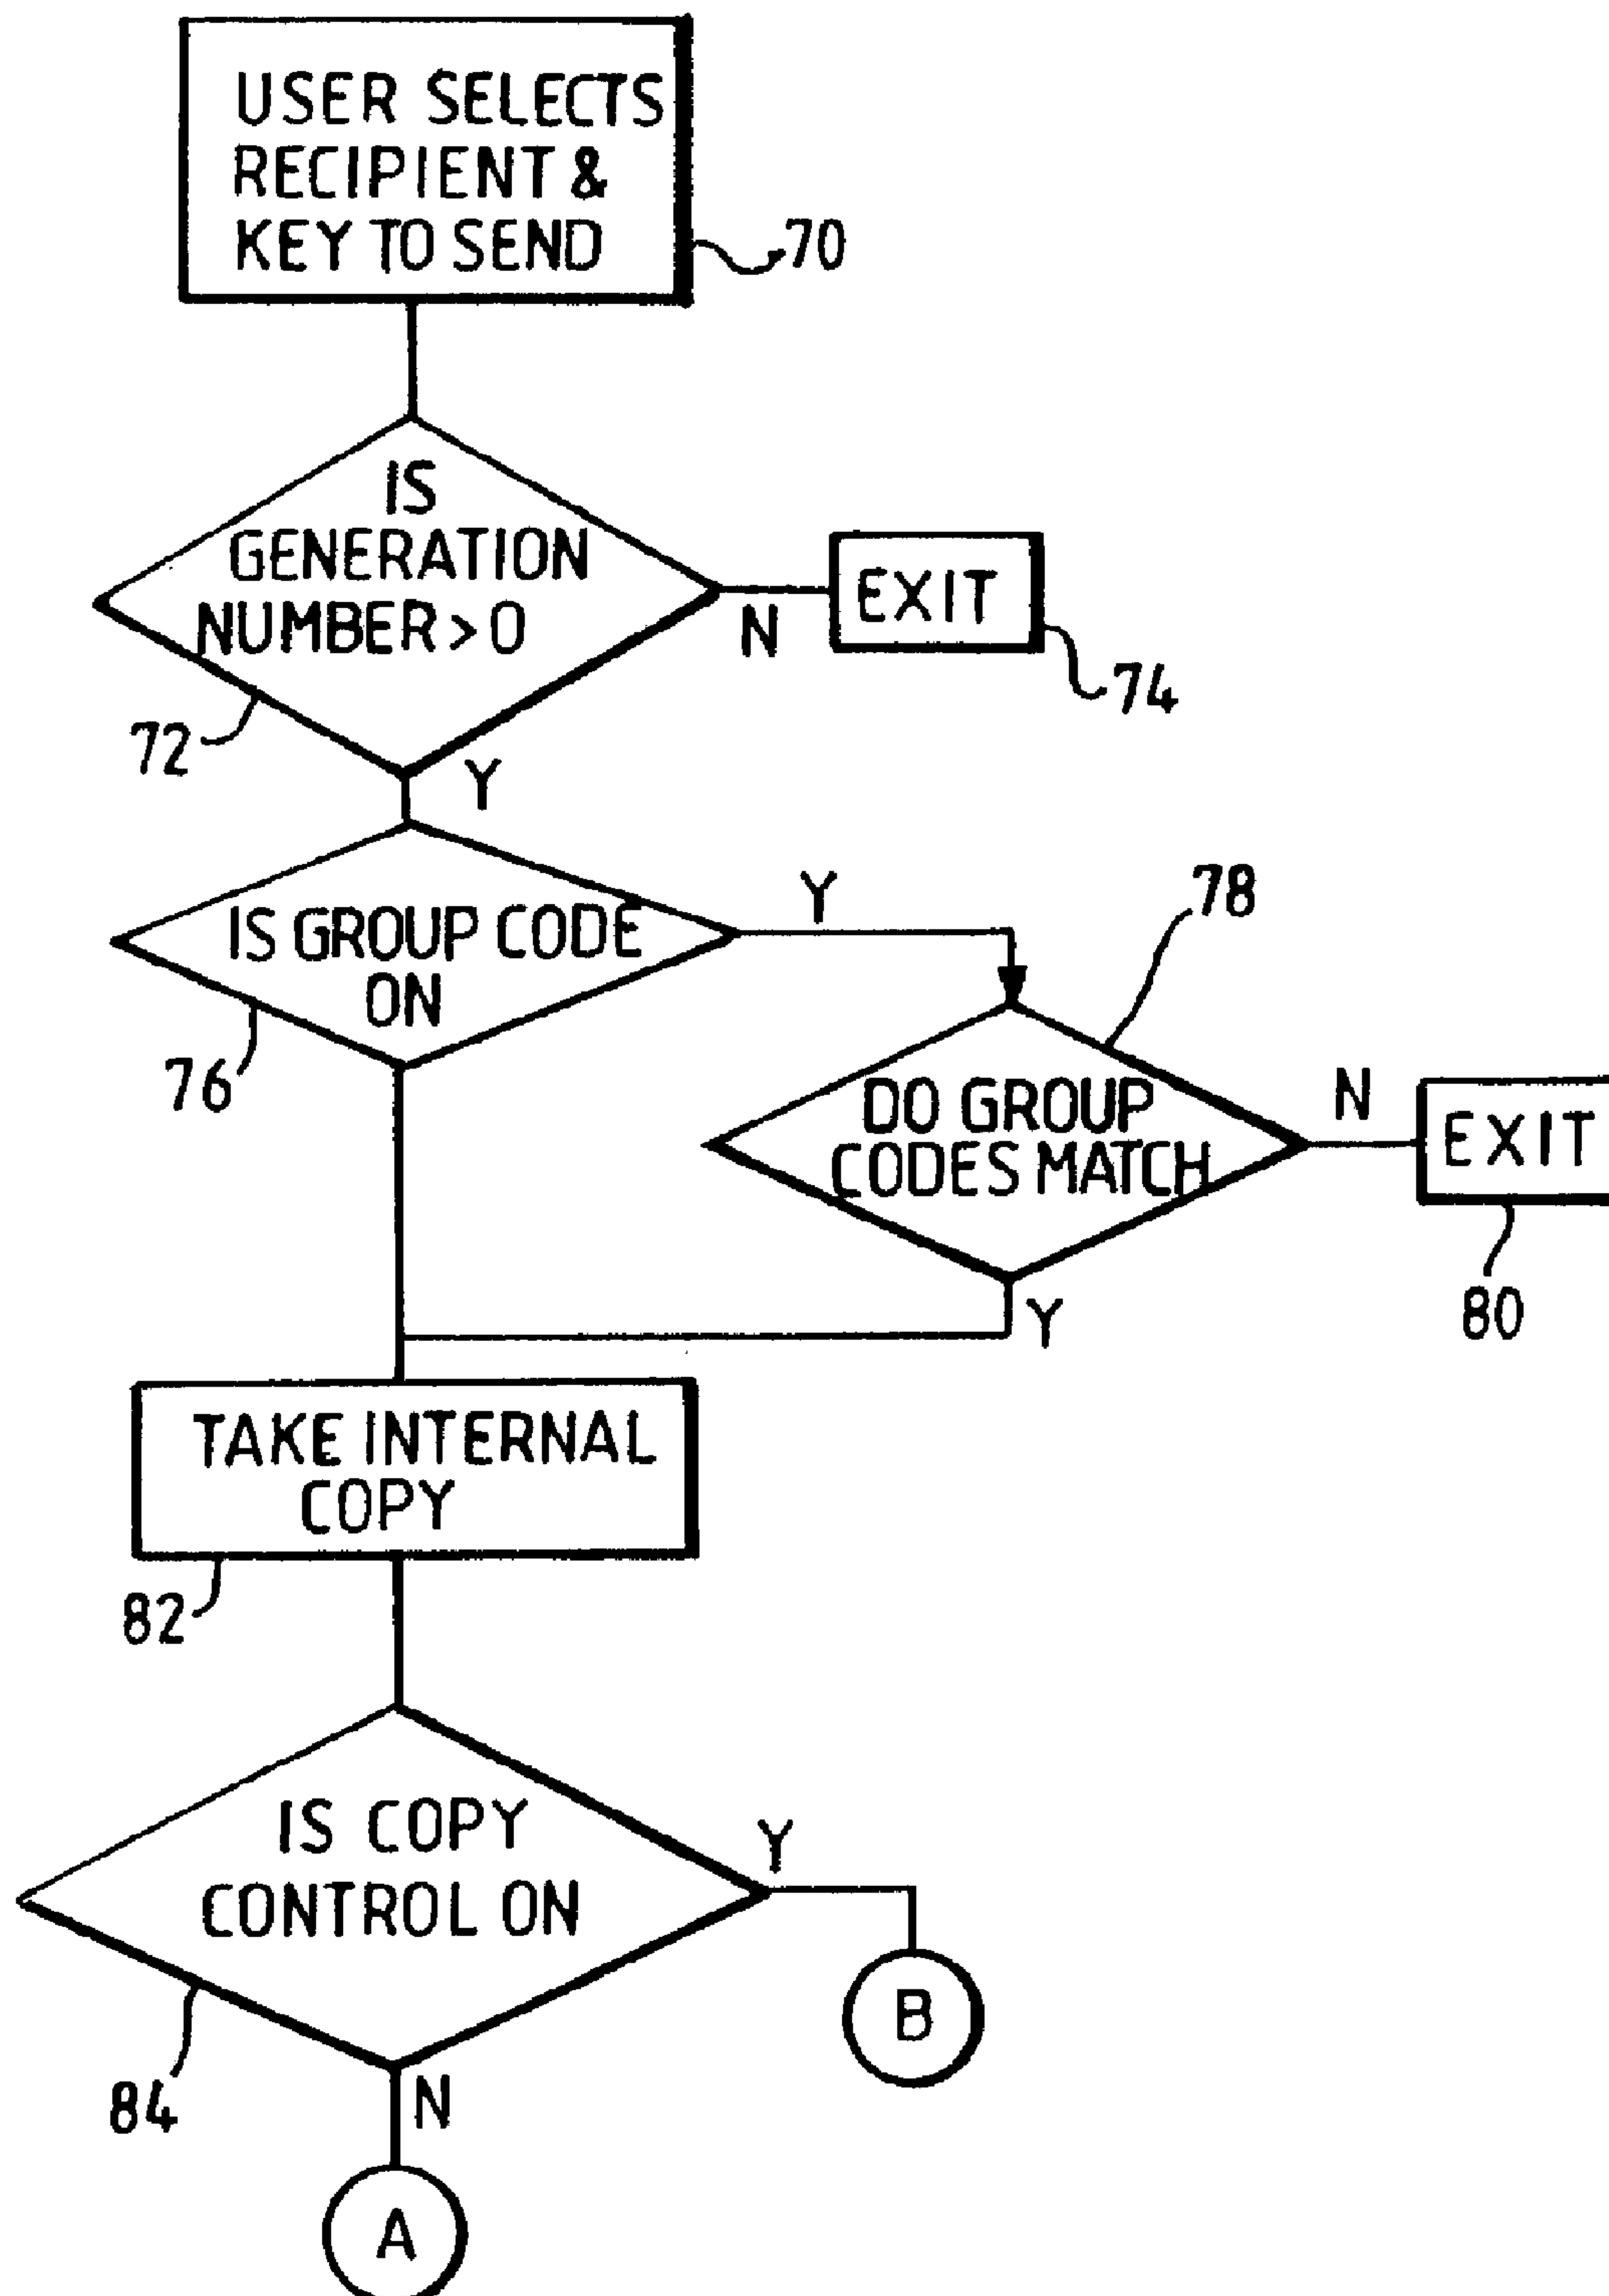 USER SELECTS
RECIPIENT &
KEY TO SEND
70
IS
GENERATION
NUMBER > 0
N
EXIT
74
72
Y
IS GROUP CODE
ON
Y
78
76
DO GROUP
CODES MATCH
N
EXIT
80
Y
TAKE INTERNAL
COPY
82
IS COPY
CONTROL ON
Y
B
84
N
A